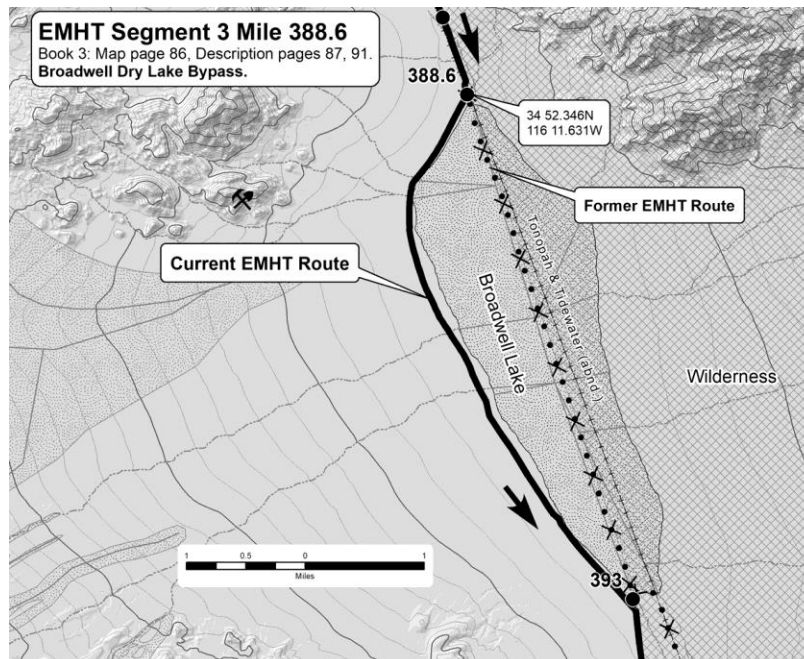 EMHT Segment 3 Mile 388.6
Book 3: Map page 86, Description pages 87, 91.
Broadwell Dry Lake Bypass.
388.6
34 52.346N
116 11.631W
Former EMHT Route
Current EMHT Route
Tonopah & Tidewater (abnd.)
Broadwell Lake
Wilderness
1 0.5 0 1
Miles
393